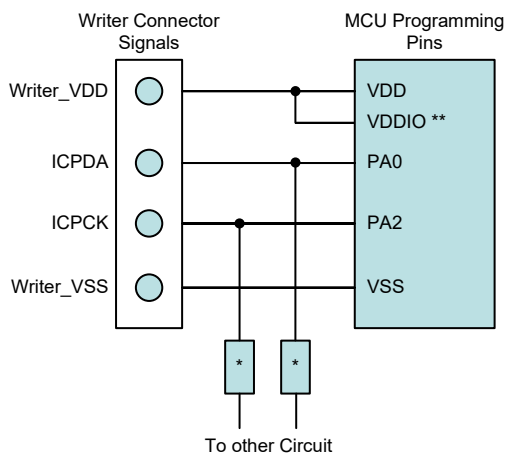 Writer Connector
Signals
MCU Programming
Pins
Writer_VDD
VDD
VDDIO **
ICPDA
PA0
ICPCK
PA2
Writer_VSS
VSS
*
*
To other Circuit